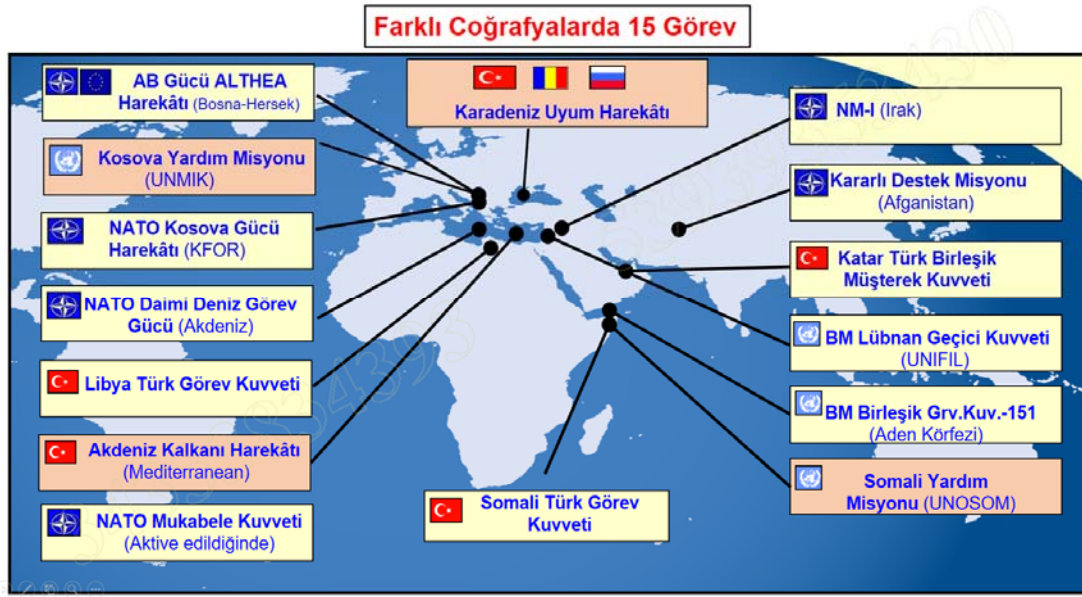 Farklı Coğrafyalarda 15 Görev
AB Gücü ALTHEA
Harekâtı (Bosna-Hersek)
Kosova Yardım Misyonu
(UNMIK)
NATO Kosova Gücü
Harekâtı (KFOR)
NATO Daimi Deniz Görev
Gücü (Akdeniz)
Libya Türk Görev Kuvveti
Akdeniz Kalkanı Harekâtı
(Mediterranean)
NATO Mukabele Kuvveti
(Aktive edildiğinde)
Karadeniz Uyum Harekâtı
Somali Türk Görev
Kuvveti
NM-I (Irak)
Kararlı Destek Misyonu
(Afganistan)
Katar Türk Birleşik
Müşterek Kuvveti
BM Lübnan Geçici Kuvveti
(UNIFIL)
BM Birleşik Grv.Kuv.-151
(Aden Körfezi)
Somali Yardım
Misyonu (UNOSOM)